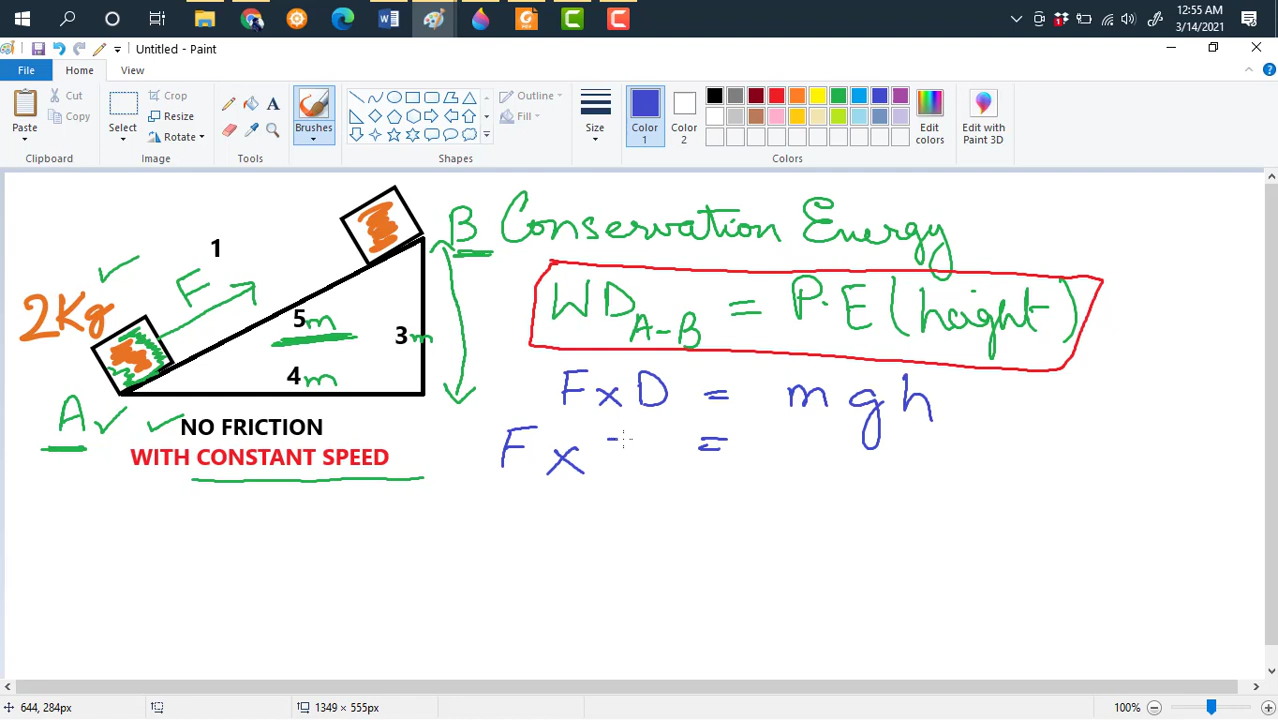 12:55 AM
3/14/2021
Untitled - Paint
File Home View
Paste
Cut
Copy
Clipboard
Select
Crop
Resize
Rotate
Image
A
Tools
Brushes
Outline
Fill
Shapes
Size
Color 1
Color 2
Edit colors
Colors
Edit with Paint 3D
B Conservation Energy
1
F
2Kg
WD A-B = P.E (height)
5m
3m
4m
F x D = m g h
A
NO FRICTION
F x =
WITH CONSTANT SPEED
644, 284px
1349 × 555px
100%